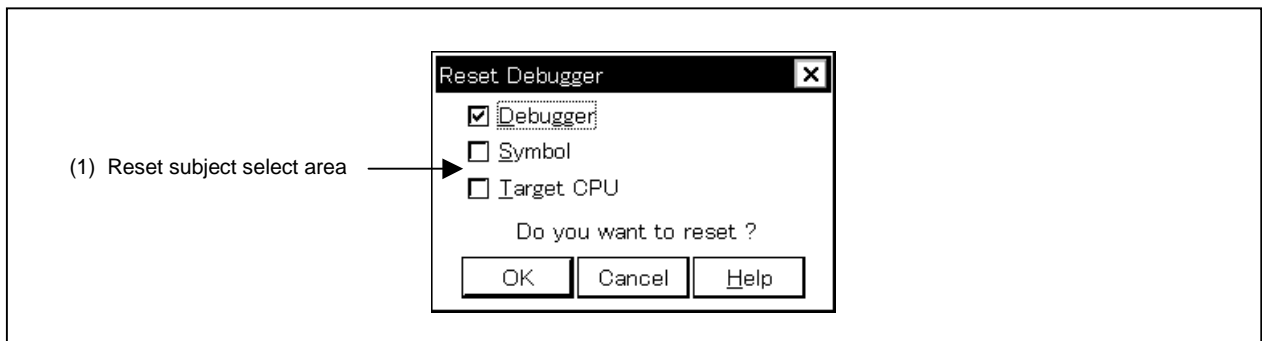 Reset Debugger
Debugger
Symbol
(1) Reset subject select area
Target CPU
Do you want to reset ?
OK Cancel Help